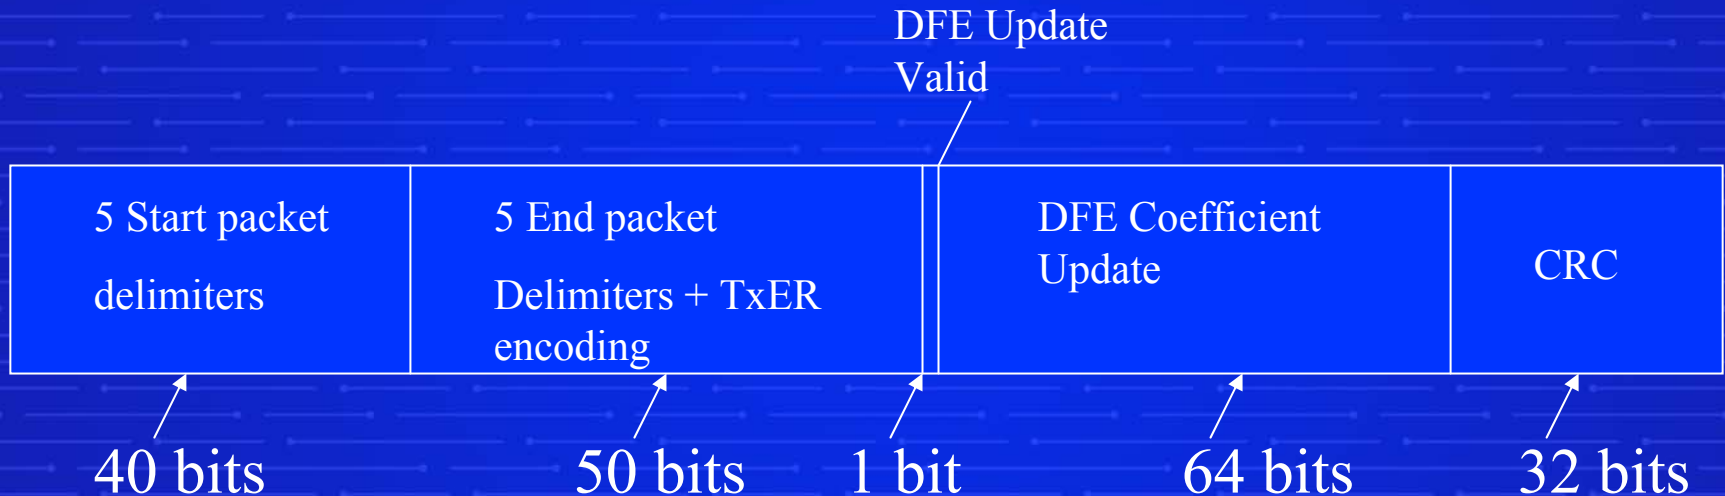 DFE Update
Valid
5 Start packet
delimiters
5 End packet
Delimiters + TxER
encoding
DFE Coefficient
Update
CRC
40 bits
50 bits
1 bit
64 bits
32 bits